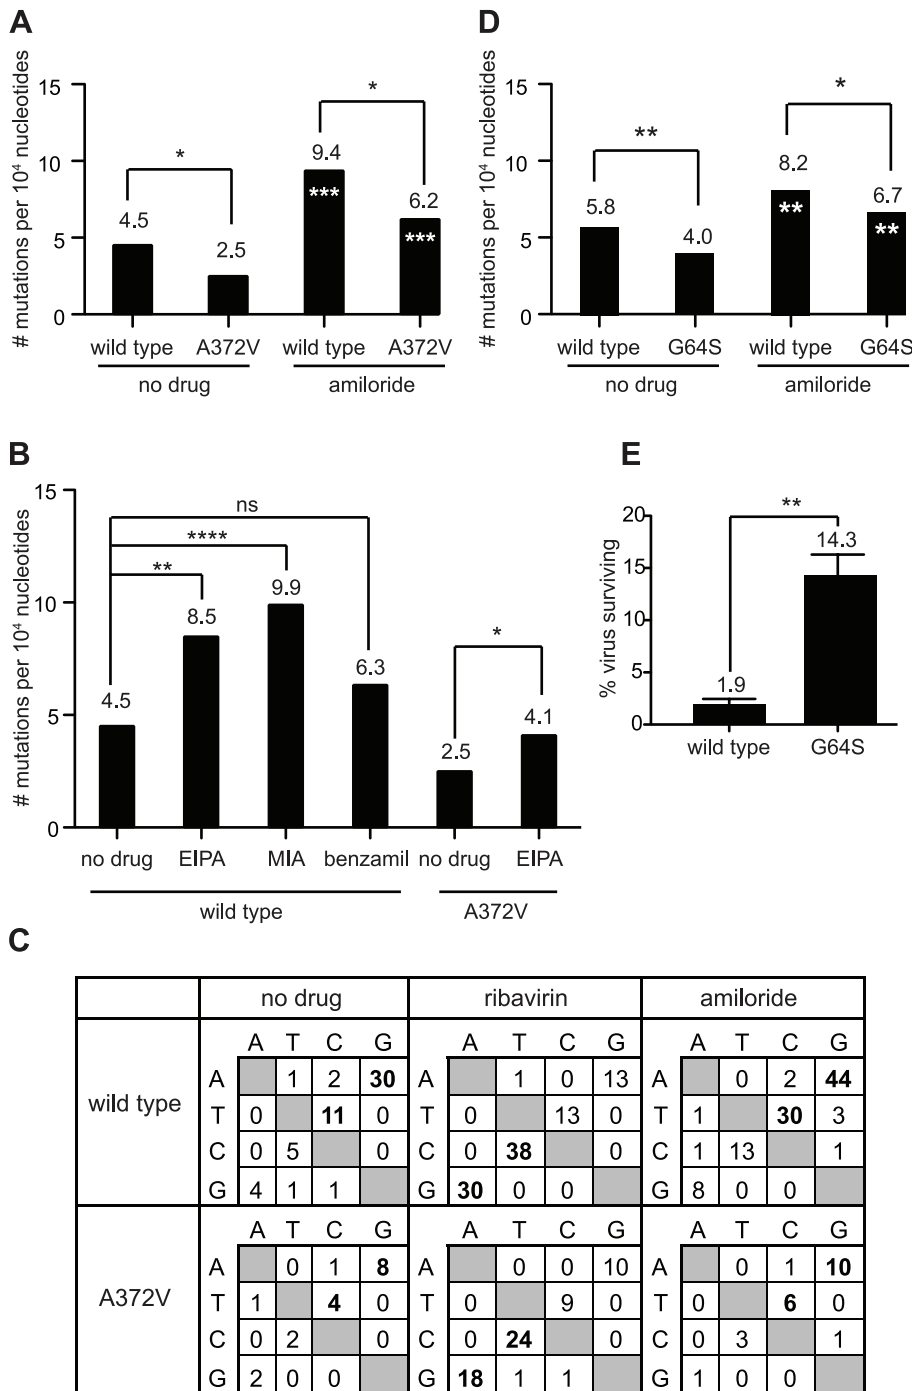 A
# mutations per 10⁴ nucleotides
15
10
5
0
*
*
4.5
2.5
9.4
***
6.2
***
wild type A372V wild type A372V
no drug amiloride
D
# mutations per 10⁴ nucleotides
15
10
5
0
**
*
5.8
4.0
8.2
**
6.7
**
wild type G64S wild type G64S
no drug amiloride
B
# mutations per 10⁴ nucleotides
15
10
5
0
ns
****
**
*
4.5
8.5
9.9
6.3
2.5
4.1
no drug EIPA MIA benzamil no drug EIPA
wild type A372V
E
% virus surviving
20
15
10
5
0
**
1.9
14.3
wild type G64S
C
no drug ribavirin amiloride
wild type
A T C G A T C G A T C G
A 1 2 30 A 1 0 13 A 0 2 44
T 0 11 0 T 0 13 0 T 1 30 3
C 0 5 0 C 0 38 0 C 1 13 1
G 4 1 1 G 30 0 0 G 8 0 0
A372V
A T C G A T C G A T C G
A 0 1 8 A 0 0 10 A 0 1 10
T 1 4 0 T 0 9 0 T 0 6 0
C 0 2 0 C 0 24 0 C 0 3 1
G 2 0 0 G 18 1 1 G 1 0 0